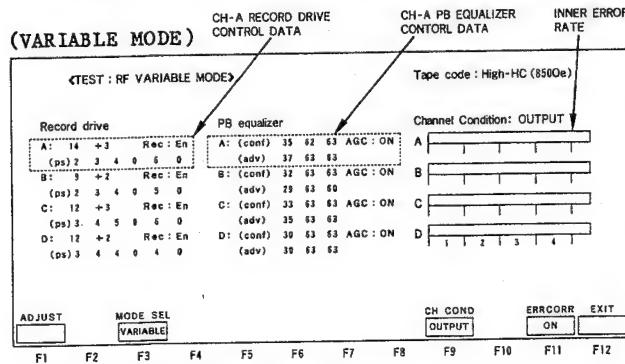 (VARIABLE MODE)
CH-A RECORD DRIVE
CONTROL DATA
CH-A PB EQUALIZER
CONTORL DATA
INNER ERROR
RATE
<TEST : RF VARIABLE MODE>
Tape code : High-HC (850Oe)
Record drive
PB equalizer
Channel Condition: OUTPUT
A: 14 +3 Rec : En
(ps) 2 3 4 0 6 0
B: 9 +2 Rec : En
(ps) 2 3 4 0 5 0
C: 12 +3 Rec : En
(ps) 3. 4 5 0 6 0
D: 12 +2 Rec : En
(ps) 3 4 4 0 4 0
A: (conf) 35 62 63 AGC : ON
(adv) 37 63 63
B: (conf) 32 63 63 AGC : ON
(adv) 29 63 60
C: (conf) 33 63 63 AGC : ON
(adv) 35 63 63
D: (conf) 30 63 63 AGC : ON
(adv) 30 63 63
A
B
C
D
1 2 3 4
ADJUST
MODE SEL
VARIABLE
CH COND
OUTPUT
ERRCORR
ON
EXIT
F1 F2 F3 F4 F5 F6 F7 F8 F9 F10 F11 F12